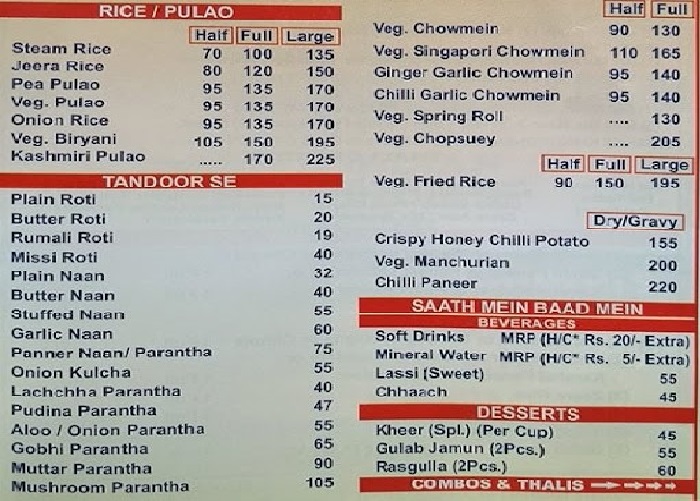 RICE / PULAO
Half Full Large
Steam Rice 70 100 135
Jeera Rice 80 120 150
Pea Pulao 95 135 170
Veg. Pulao 95 135 170
Onion Rice 95 135 170
Veg. Biryani 105 150 195
Kashmiri Pulao ..... 170 225
TANDOOR SE
Plain Roti 15
Butter Roti 20
Rumali Roti 19
Missi Roti 40
Plain Naan 32
Butter Naan 40
Stuffed Naan 55
Garlic Naan 60
Panner Naan/ Parantha 75
Onion Kulcha 55
Lachchha Parantha 40
Pudina Parantha 47
Aloo / Onion Parantha 55
Gobhi Parantha 65
Muttar Parantha 90
Mushroom Parantha 105
Half Full
Veg. Chowmein 90 130
Veg. Singapori Chowmein 110 165
Ginger Garlic Chowmein 95 140
Chilli Garlic Chowmein 95 140
Veg. Spring Roll .... 130
Veg. Chopsuey .... 205
Half Full Large
Veg. Fried Rice 90 150 195
Dry/Gravy
Crispy Honey Chilli Potato 155
Veg. Manchurian 200
Chilli Paneer 220
SAATH MEIN BAAD MEIN
BEVERAGES
Soft Drinks MRP (H/C* Rs. 20/- Extra)
Mineral Water MRP (H/C* Rs. 5/- Extra)
Lassi (Sweet) 55
Chhaach 45
DESSERTS
Kheer (Spl.) (Per Cup) 45
Gulab Jamun (2Pcs.) 55
Rasgulla (2Pcs.) 60
COMBOS & THALIS